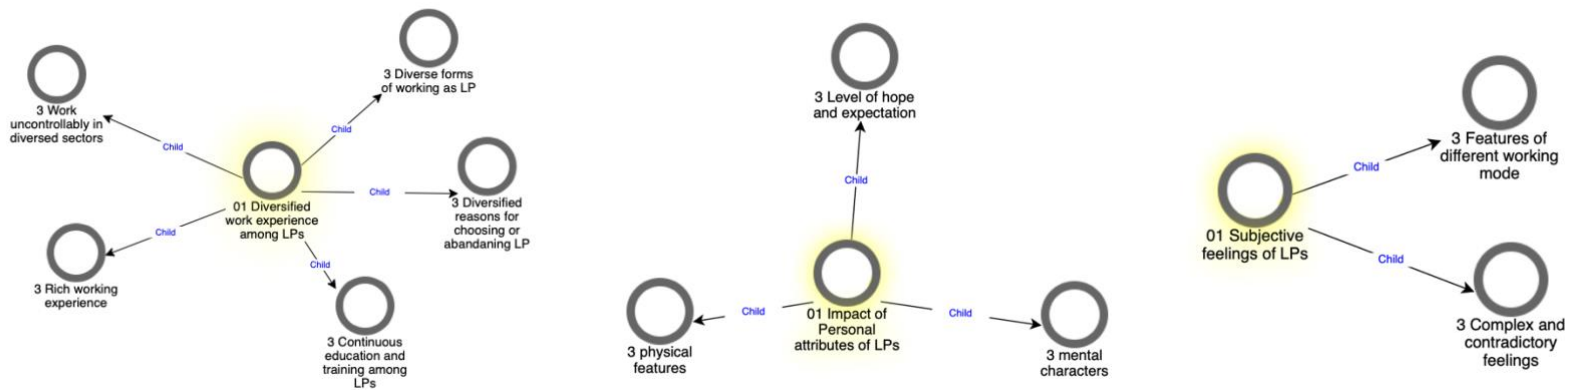 3 Work
uncontrollably in
diversed sectors
Child
3 Diverse forms
of working as LP
Child
01 Diversified
work experience
among LPs
Child
3 Diversified
reasons for
choosing or
abandaning LP
Child
3 Rich working
experience
Child
3 Continuous
education and
training among
LPs
3 Level of hope
and expectation
Child
01 Impact of
Personal
attributes of LPs
Child
3 physical
features
Child
3 mental
characters
01 Subjective
feelings of LPs
Child
3 Features of
different working
mode
Child
3 Complex and
contradictory
feelings